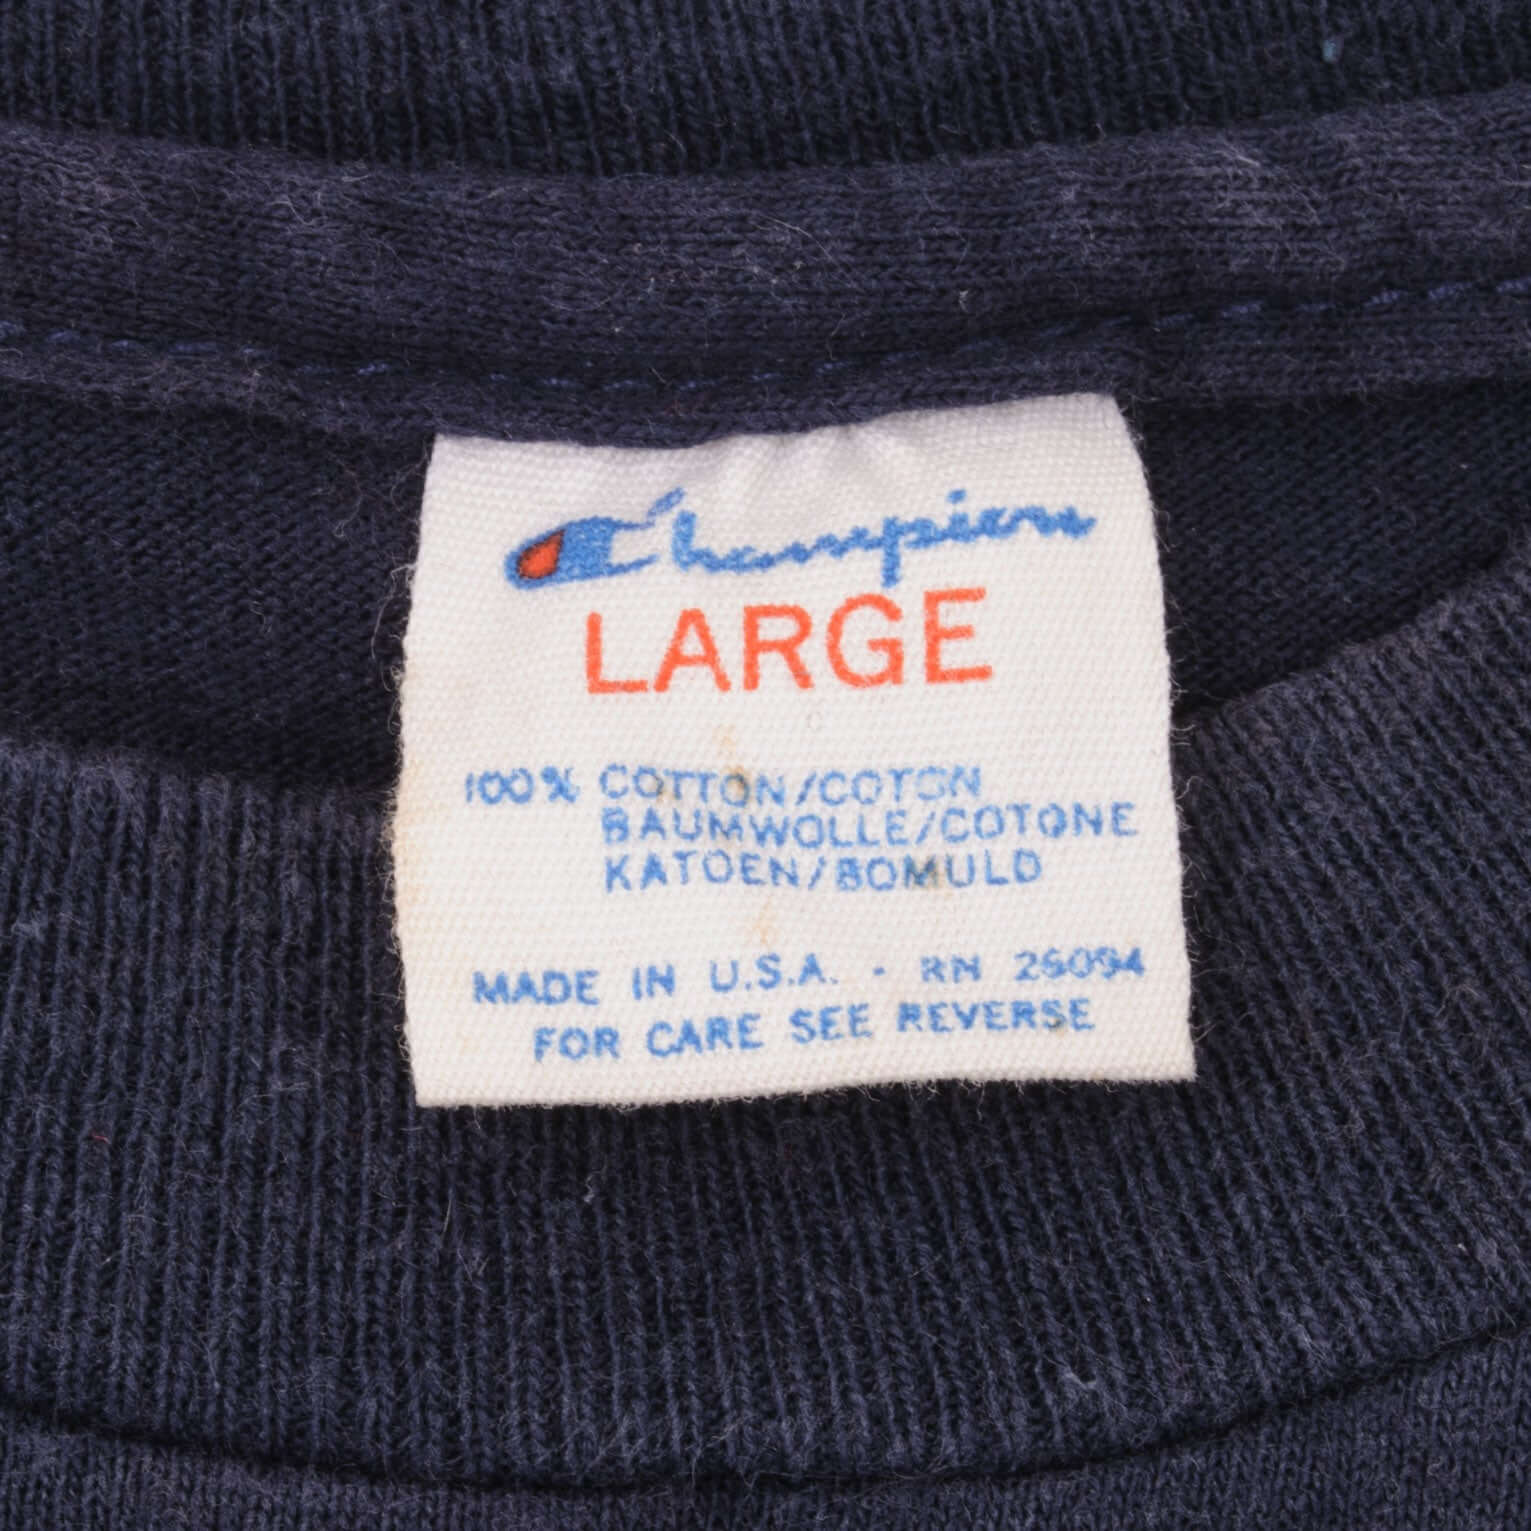 Champion
LARGE
100% COTTON/COTON
BAUMWOLLE/COTONE
KATOEN/BOMULD
MADE IN U.S.A. - RN 26094
FOR CARE SEE REVERSE